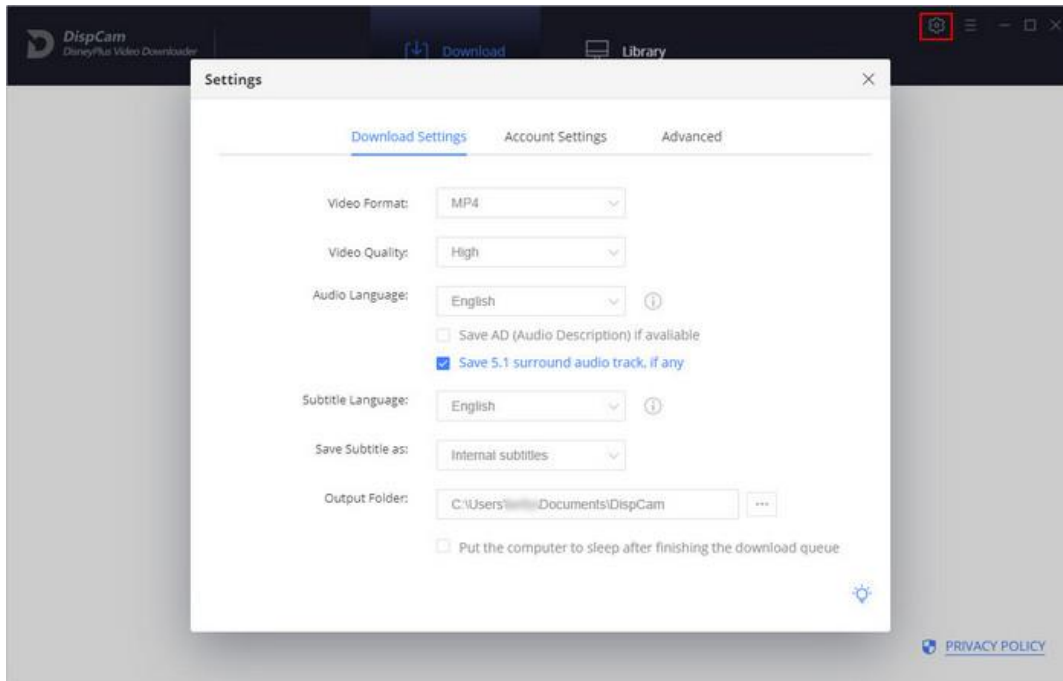 DispCam
DisneyPlus Video Downloader
Download
Library
Settings
Download Settings
Account Settings
Advanced
Video Format:
MP4
Video Quality:
High
Audio Language:
English
Save AD (Audio Description) if available
Save 5.1 surround audio track, if any
Subtitle Language:
English
Save Subtitle as:
Internal subtitles
Output Folder:
C:\Users\ \Documents\DispCam
...
Put the computer to sleep after finishing the download queue
PRIVACY POLICY